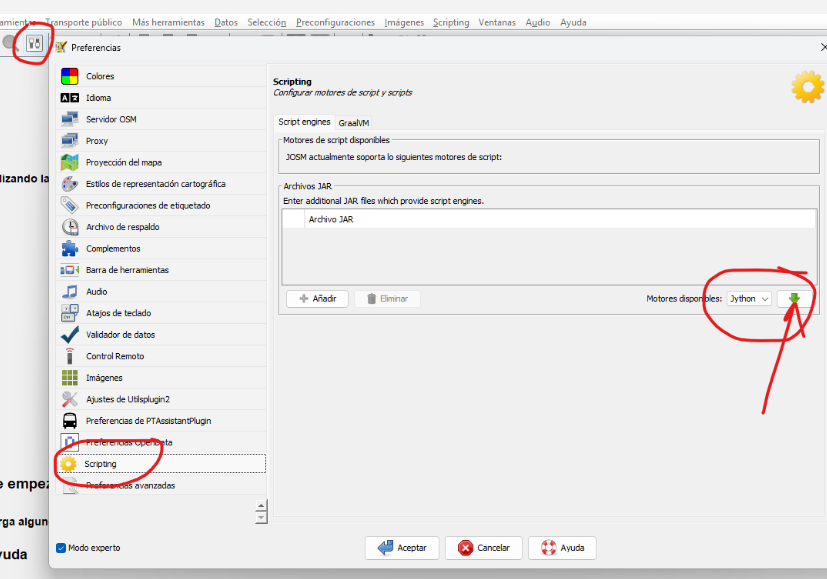 Transporte público Más herramientas Datos Selección Preconfiguraciones Imágenes Scripting Ventanas Audio Ayuda
Preferencias
Colores
Idioma
Servidor OSM
Proxy
Proyección del mapa
Estilos de representación cartográfica
Preconfiguraciones de etiquetado
Archivo de respaldo
Complementos
Barra de herramientas
Audio
Atajos de teclado
Validador de datos
Control Remoto
Imágenes
Ajustes de Utilsplugin2
Preferencias de PTAssistantPlugin
Preferencias OpenData
Scripting
Preferencias avanzadas
Modo experto
Scripting
Configurar motores de script y scripts
Script engines GraalVM
Motores de script disponibles
JOSM actualmente soporta lo siguientes motores de script:
Archivos JAR
Enter additional JAR files which provide script engines.
Archivo JAR
Añadir Eliminar Motores disponibles: Jython
Aceptar Cancelar Ayuda
lizando la
e empez
rga algun
yuda